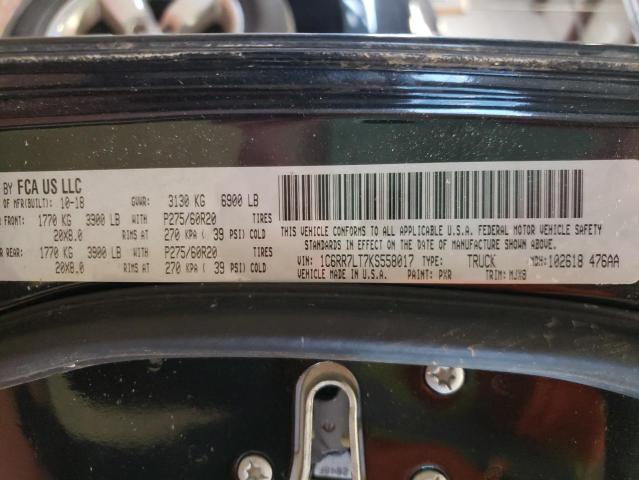 BY FCA US LLC
OF MFR(BUILT): 10-18 GVWR: 3130 KG 6900 LB
FRONT: 1770 KG 3900 LB WITH P275/60R20 TIRES
20X8.0 RIMS AT 270 KPA ( 39 PSI) COLD
REAR: 1770 KG 3900 LB WITH P275/60R20 TIRES
20X8.0 RIMS AT 270 KPA ( 39 PSI) COLD
THIS VEHICLE CONFORMS TO ALL APPLICABLE U.S.A. FEDERAL MOTOR VEHICLE SAFETY
STANDARDS IN EFFECT ON THE DATE OF MANUFACTURE SHOWN ABOVE.
VIN: 1C6RR7LT7KS558017 TYPE: TRUCK MDH: 102618 476AA
VEHICLE MADE IN U.S.A. PAINT: PXR TRIM: MJX8